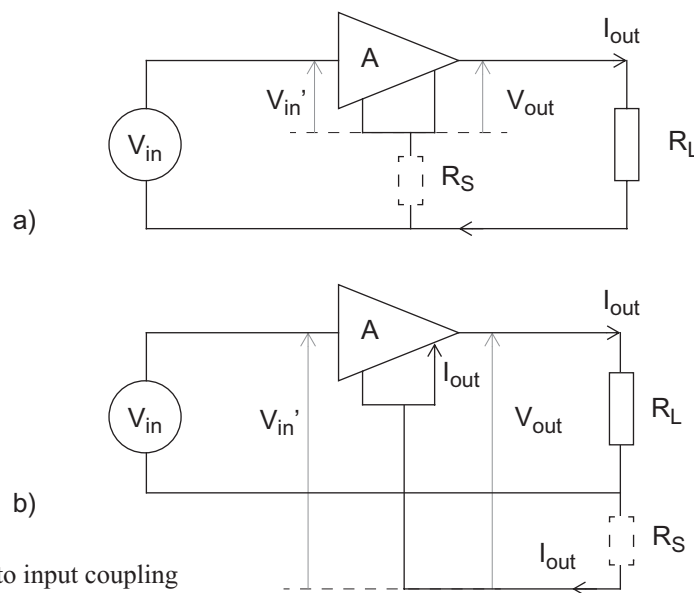 I_out
A
V_in'
V_out
V_in
R_S
R_L
a)
I_out
A
I_out
V_in
V_in'
V_out
R_L
b)
R_S
I_out
to input coupling